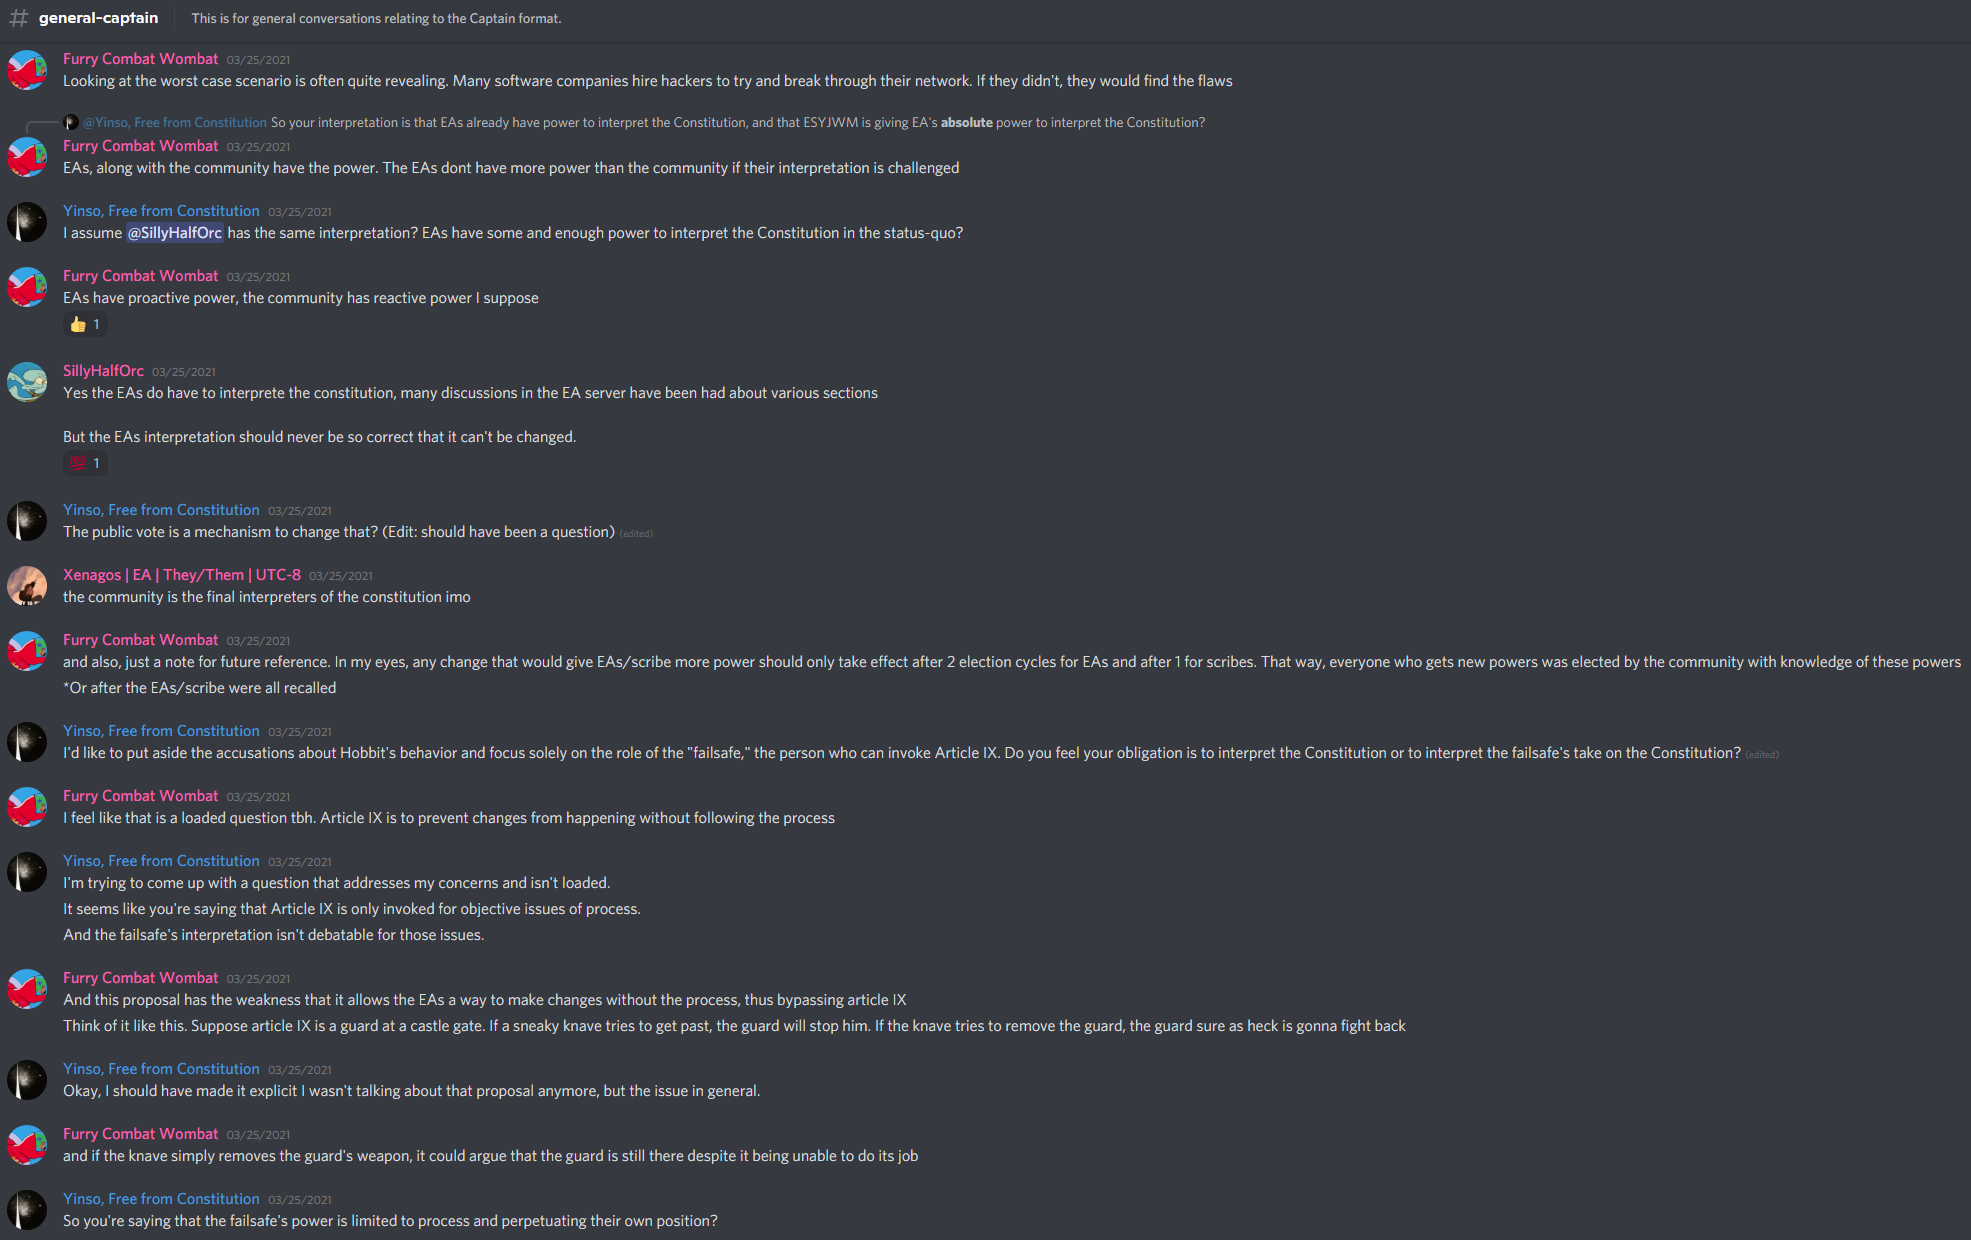 # general-captain This is for general conversations relating to the Captain format.
Furry Combat Wombat 03/25/2021
Looking at the worst case scenario is often quite revealing. Many software companies hire hackers to try and break through their network. If they didn't, they would find the flaws
@Yinso, Free from Constitution So your interpretation is that EAs already have power to interpret the Constitution, and that ESYJWM is giving EA's absolute power to interpret the Constitution?
Furry Combat Wombat 03/25/2021
EAs, along with the community have the power. The EAs dont have more power than the community if their interpretation is challenged
Yinso, Free from Constitution 03/25/2021
I assume @SillyHalfOrc has the same interpretation? EAs have some and enough power to interpret the Constitution in the status-quo?
Furry Combat Wombat 03/25/2021
EAs have proactive power, the community has reactive power I suppose
👍 1
SillyHalfOrc 03/25/2021
Yes the EAs do have to interprete the constitution, many discussions in the EA server have been had about various sections
But the EAs interpretation should never be so correct that it can't be changed.
💯 1
Yinso, Free from Constitution 03/25/2021
The public vote is a mechanism to change that? (Edit: should have been a question) (edited)
Xenagos | EA | They/Them | UTC-8 03/25/2021
the community is the final interpreters of the constitution imo
Furry Combat Wombat 03/25/2021
and also, just a note for future reference. In my eyes, any change that would give EAs/scribe more power should only take effect after 2 election cycles for EAs and after 1 for scribes. That way, everyone who gets new powers was elected by the community with knowledge of these powers
*Or after the EAs/scribe were all recalled
Yinso, Free from Constitution 03/25/2021
I'd like to put aside the accusations about Hobbit's behavior and focus solely on the role of the "failsafe," the person who can invoke Article IX. Do you feel your obligation is to interpret the Constitution or to interpret the failsafe's take on the Constitution? (edited)
Furry Combat Wombat 03/25/2021
I feel like that is a loaded question tbh. Article IX is to prevent changes from happening without following the process
Yinso, Free from Constitution 03/25/2021
I'm trying to come up with a question that addresses my concerns and isn't loaded.
It seems like you're saying that Article IX is only invoked for objective issues of process.
And the failsafe's interpretation isn't debatable for those issues.
Furry Combat Wombat 03/25/2021
And this proposal has the weakness that it allows the EAs a way to make changes without the process, thus bypassing article IX
Think of it like this. Suppose article IX is a guard at a castle gate. If a sneaky knave tries to get past, the guard will stop him. If the knave tries to remove the guard, the guard sure as heck is gonna fight back
Yinso, Free from Constitution 03/25/2021
Okay, I should have made it explicit I wasn't talking about that proposal anymore, but the issue in general.
Furry Combat Wombat 03/25/2021
and if the knave simply removes the guard's weapon, it could argue that the guard is still there despite it being unable to do its job
Yinso, Free from Constitution 03/25/2021
So you're saying that the failsafe's power is limited to process and perpetuating their own position?